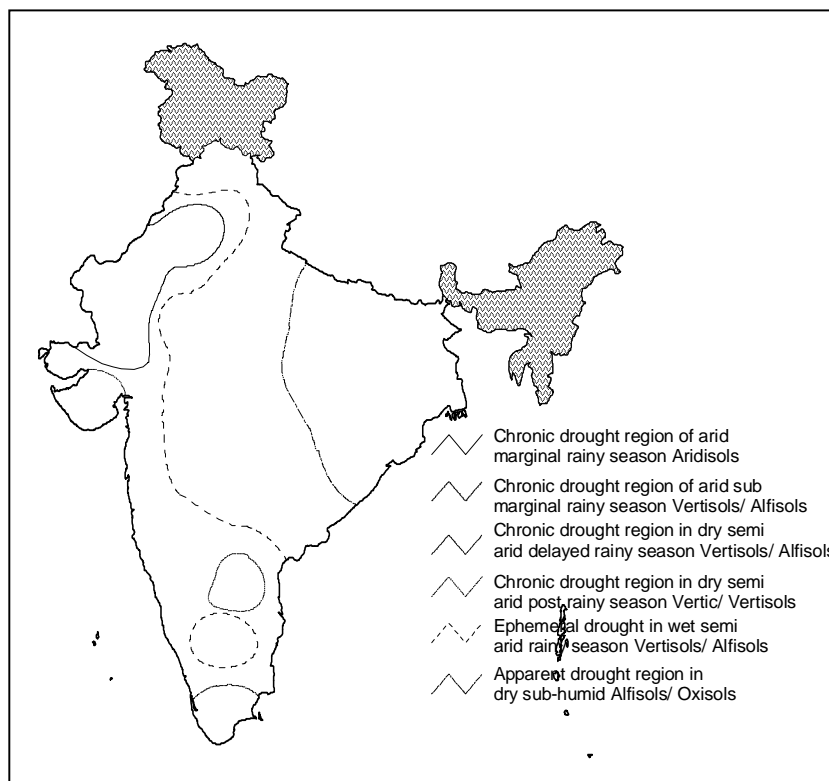 Chronic drought region of arid
marginal rainy season Aridisols
Chronic drought region of arid sub
marginal rainy season Vertisols/ Alfisols
Chronic drought region in dry semi
arid delayed rainy season Vertisols/ Alfisols
Chronic drought region in dry semi
arid post rainy season Vertic/ Vertisols
Ephemeral drought in wet semi
arid rainy season Vertisols/ Alfisols
Apparent drought region in
dry sub-humid Alfisols/ Oxisols